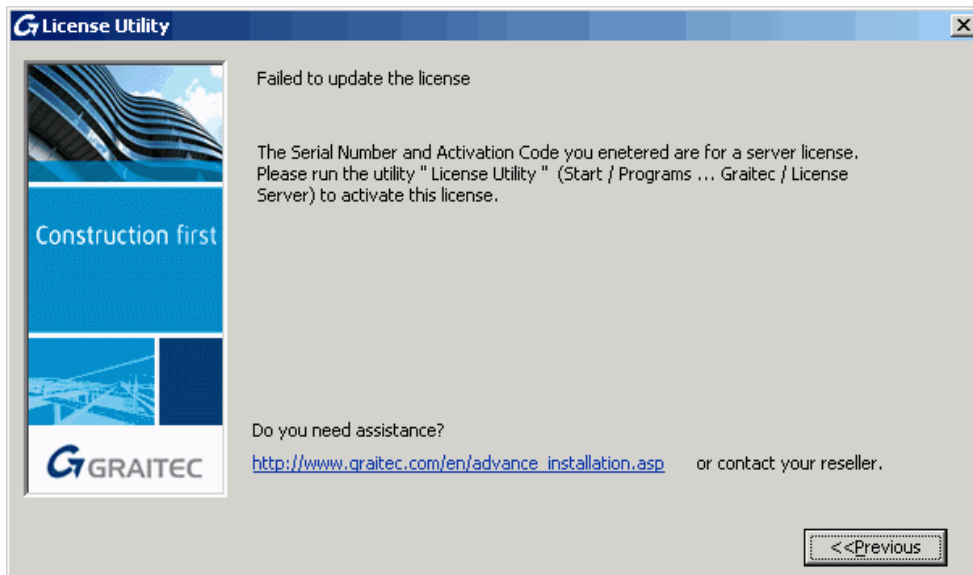 License Utility
Failed to update the license
The Serial Number and Activation Code you enetered are for a server license.
Please run the utility " License Utility " (Start / Programs ... Graitec / License
Server) to activate this license.
Construction first
GRAITEC
Do you need assistance?
http://www.graitec.com/en/advance_installation.asp or contact your reseller.
<<Previous